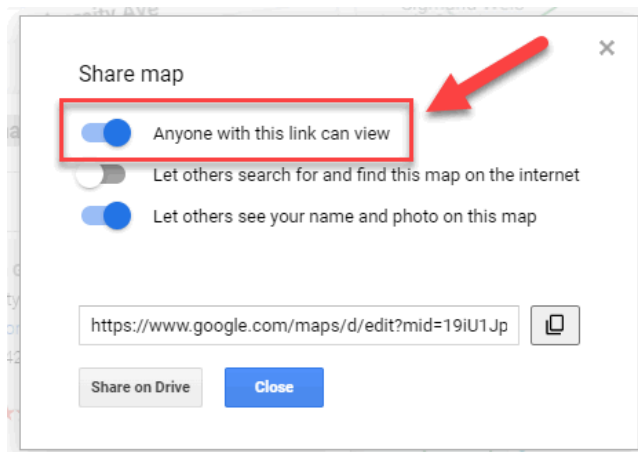 Share map
Anyone with this link can view
Let others search for and find this map on the internet
Let others see your name and photo on this map
https://www.google.com/maps/d/edit?mid=19iU1Jp
Share on Drive
Close